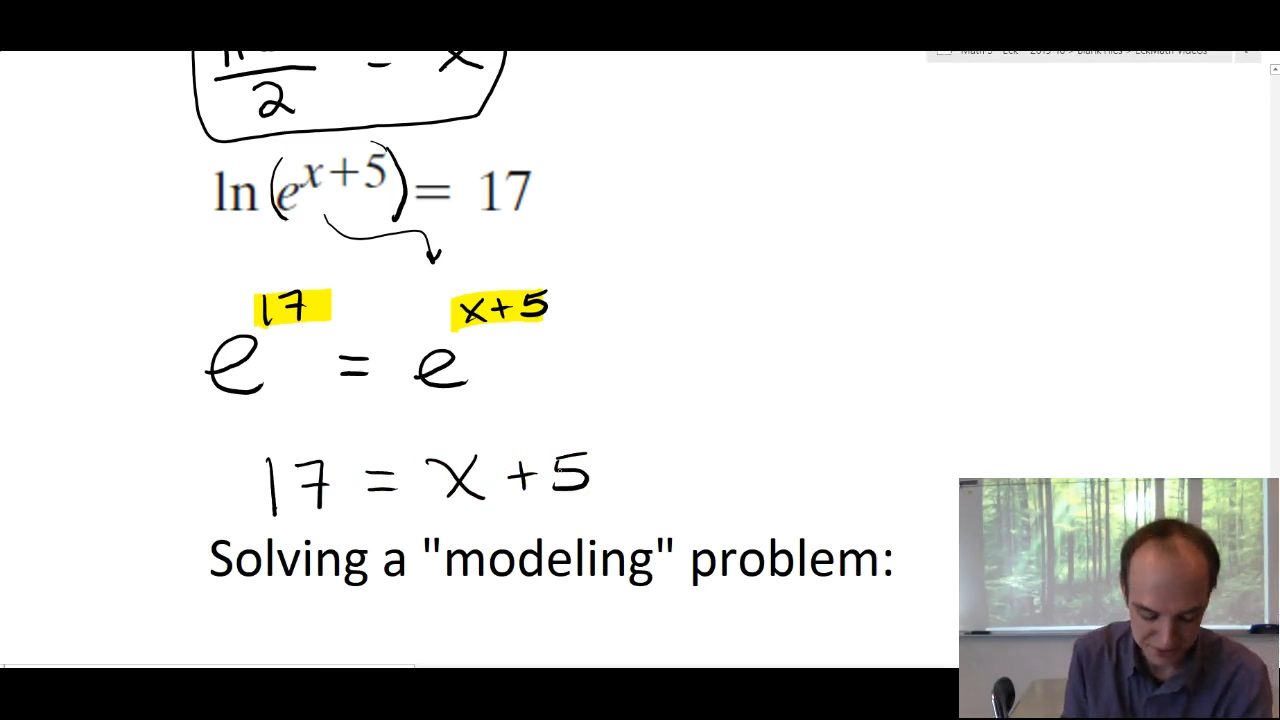 2 = x
ln(e^x+5) = 17
e^17 = e^x+5
17 = x + 5
Solving a "modeling" problem: